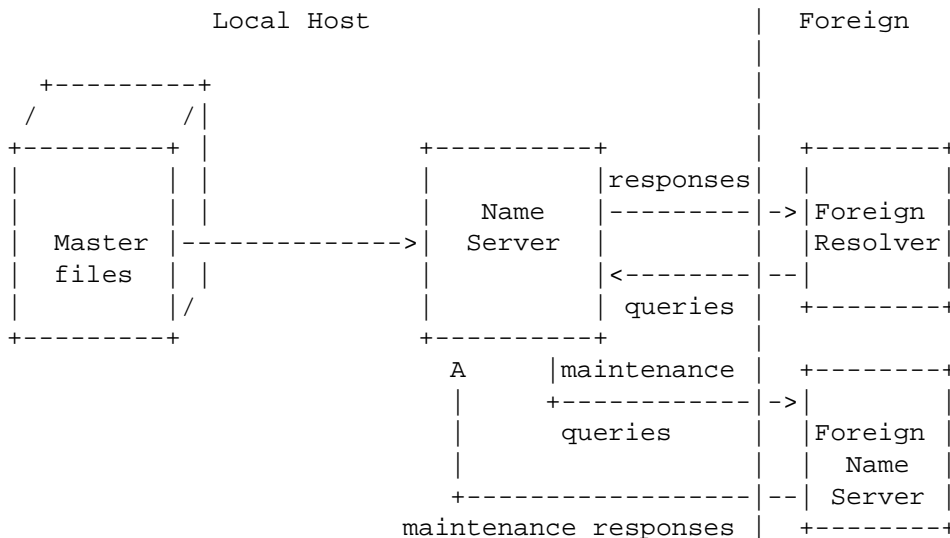 Local Host | Foreign
|
+---------+ |
/ /| |
+---------+ | +----------+ | +--------+
| | | | |responses| | |
| | | | Name |---------|->|Foreign |
| Master |-------------->| Server | | |Resolver|
| files | | | |<--------|--| |
| |/ | | queries | +--------+
+---------+ +----------+ |
A |maintenance | +--------+
| +------------|->| |
| queries | |Foreign |
| | | Name |
+------------------|--| Server |
maintenance responses | +--------+